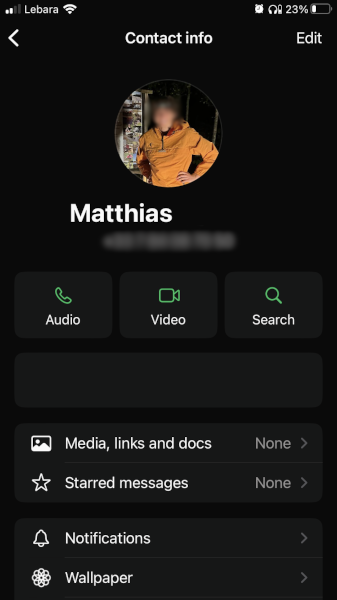 Lebara 23%
Contact info Edit
Matthias
Audio Video Search
Media, links and docs None
Starred messages None
Notifications
Wallpaper